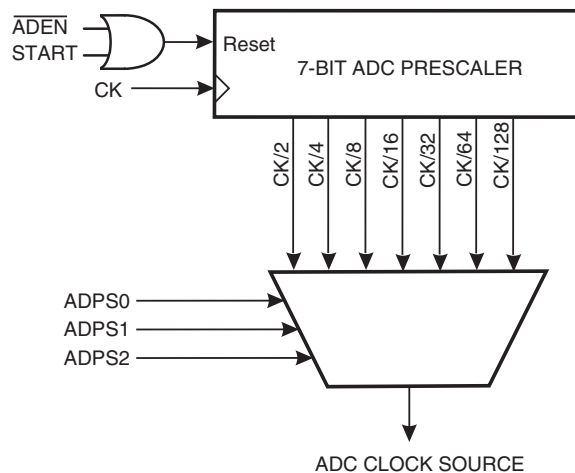 ADEN
START
Reset
CK
7-BIT ADC PRESCALER
CK/2
CK/4
CK/8
CK/16
CK/32
CK/64
CK/128
ADPS0
ADPS1
ADPS2
ADC CLOCK SOURCE